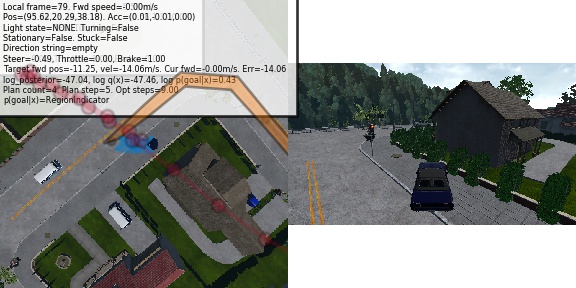 Local frame=79. Fwd speed=-0.00m/s
Pos=(95.62,20.29,38.18). Acc=(0.01,-0.01,0.00)
Light state=NONE. Turning=False
Stationary=False. Stuck=False
Direction string=empty
Steer=-0.49, Throttle=0.00, Brake=1.00
Target fwd pos=-11.25, vel=-14.06m/s. Cur fwd=-0.00m/s. Err=-14.06
log posterior=-47.04, log q(x)=-47.46, log p(goal|x)=0.43
Plan count=4. Plan step=5. Opt steps=9.00
p(goal|x)=RegionIndicator